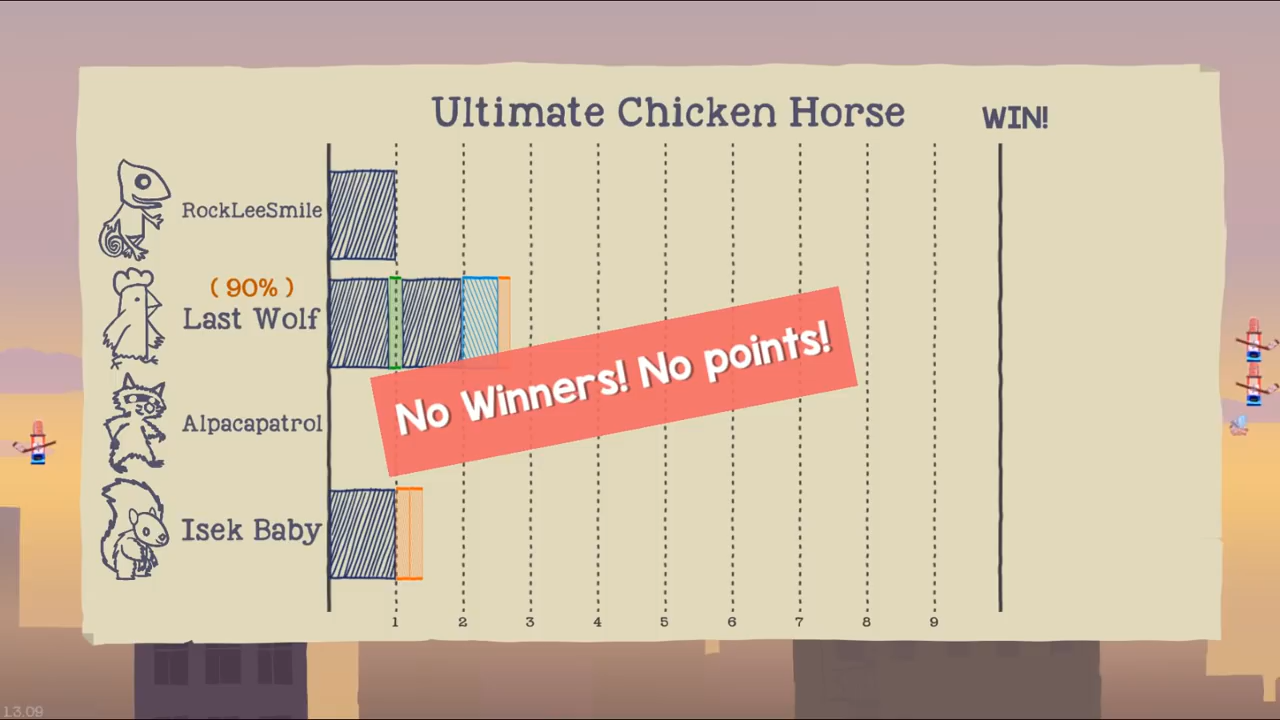 Ultimate Chicken Horse
WIN!
RockLeeSmile
( 90% )
Last Wolf
No Winners! No points!
Alpacapatrol
Isek Baby
1 2 3 4 5 6 7 8 9
1.3.09